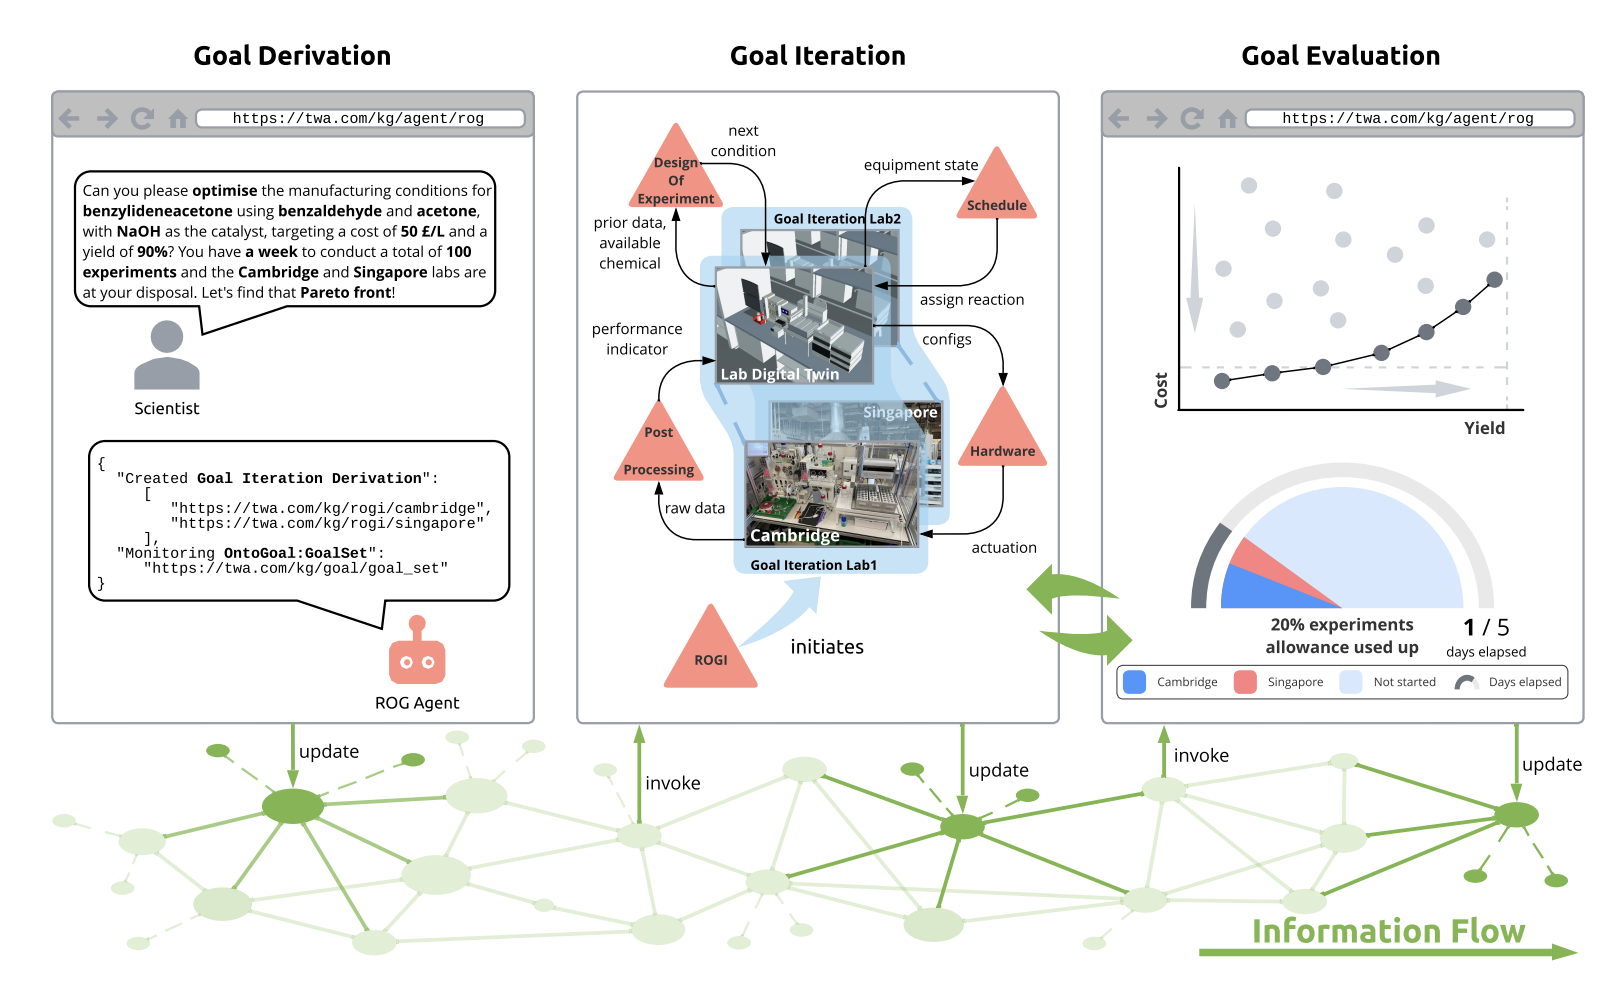 Goal Derivation
https://twa.com/kg/agent/rog
Can you please optimise the manufacturing conditions for
benzylideneacetone using benzaldehyde and acetone,
with NaOH as the catalyst, targeting a cost of 50 £/L and a
yield of 90%? You have a week to conduct a total of 100
experiments and the Cambridge and Singapore labs are
at your disposal. Let's find that Pareto front!
Scientist
{
"Created Goal Iteration Derivation":
[
"https://twa.com/kg/rogi/cambridge",
"https://twa.com/kg/rogi/singapore"
],
"Monitoring OntoGoal:GoalSet":
"https://twa.com/kg/goal/goal_set"
}
ROG Agent
Goal Iteration
Design
Of
Experiment
next
condition
equipment state
Schedule
prior data,
available
chemical
Goal Iteration Lab2
assign reaction
performance
indicator
configs
Lab Digital Twin
Post
Processing
Singapore
Hardware
raw data
Cambridge
actuation
Goal Iteration Lab1
ROGI
initiates
Goal Evaluation
https://twa.com/kg/agent/rog
Cost
Yield
20% experiments
allowance used up
1 / 5
days elapsed
Cambridge
Singapore
Not started
Days elapsed
update
invoke
update
invoke
update
Information Flow